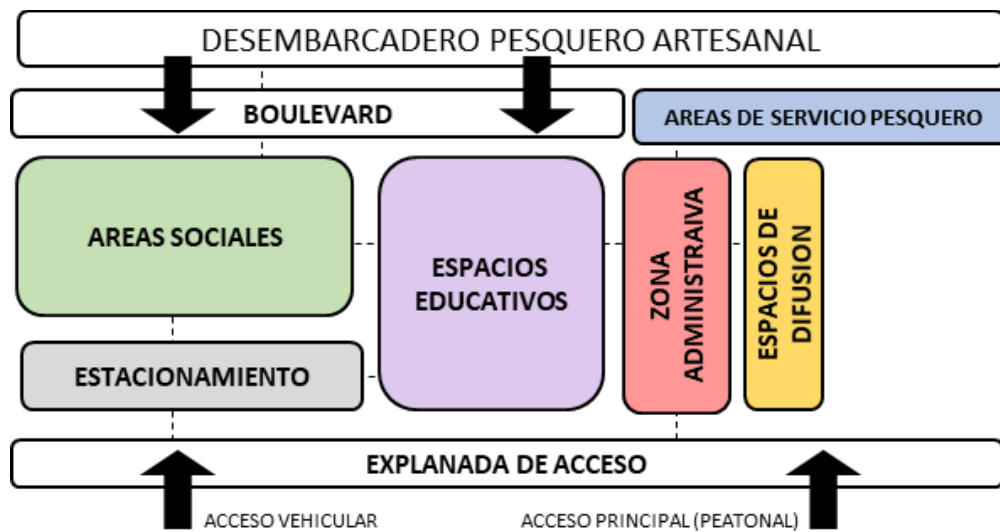 DESEMBARCADERO PESQUERO ARTESANAL
BOULEVARD
AREAS DE SERVICIO PESQUERO
AREAS SOCIALES
ESPACIOS
EDUCATIVOS
ZONA
ADMINISTRAIVA
ESPACIOS DE
DIFUSION
ESTACIONAMIENTO
EXPLANADA DE ACCESO
ACCESO VEHICULAR
ACCESO PRINCIPAL (PEATONAL)